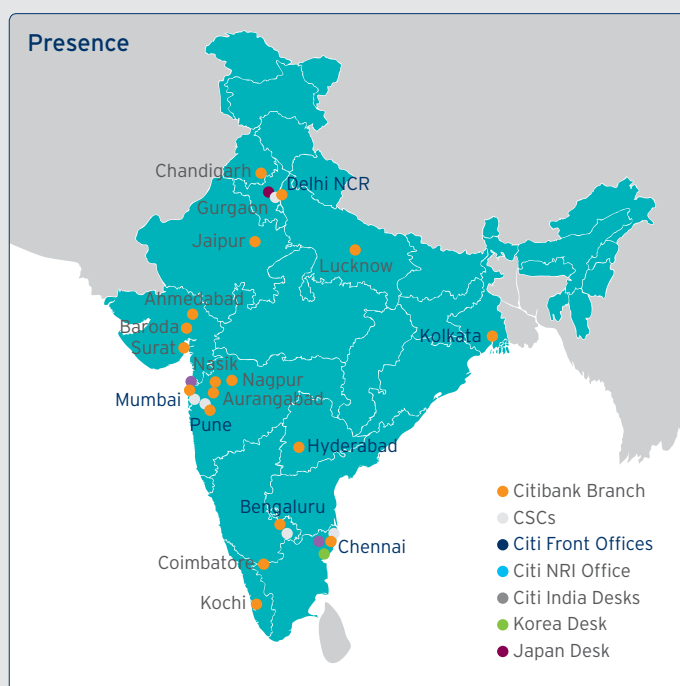 Presence
Chandigarh
Delhi NCR
Gurgaon
Jaipur
Lucknow
Ahmedabad
Baroda
Kolkata
Surat
Nasik
Nagpur
Mumbai
Aurangabad
Pune
Hyderabad
Citibank Branch
Bengaluru
CSCs
Chennai
Citi Front Offices
Coimbatore
Citi NRI Office
Citi India Desks
Kochi
Korea Desk
Japan Desk